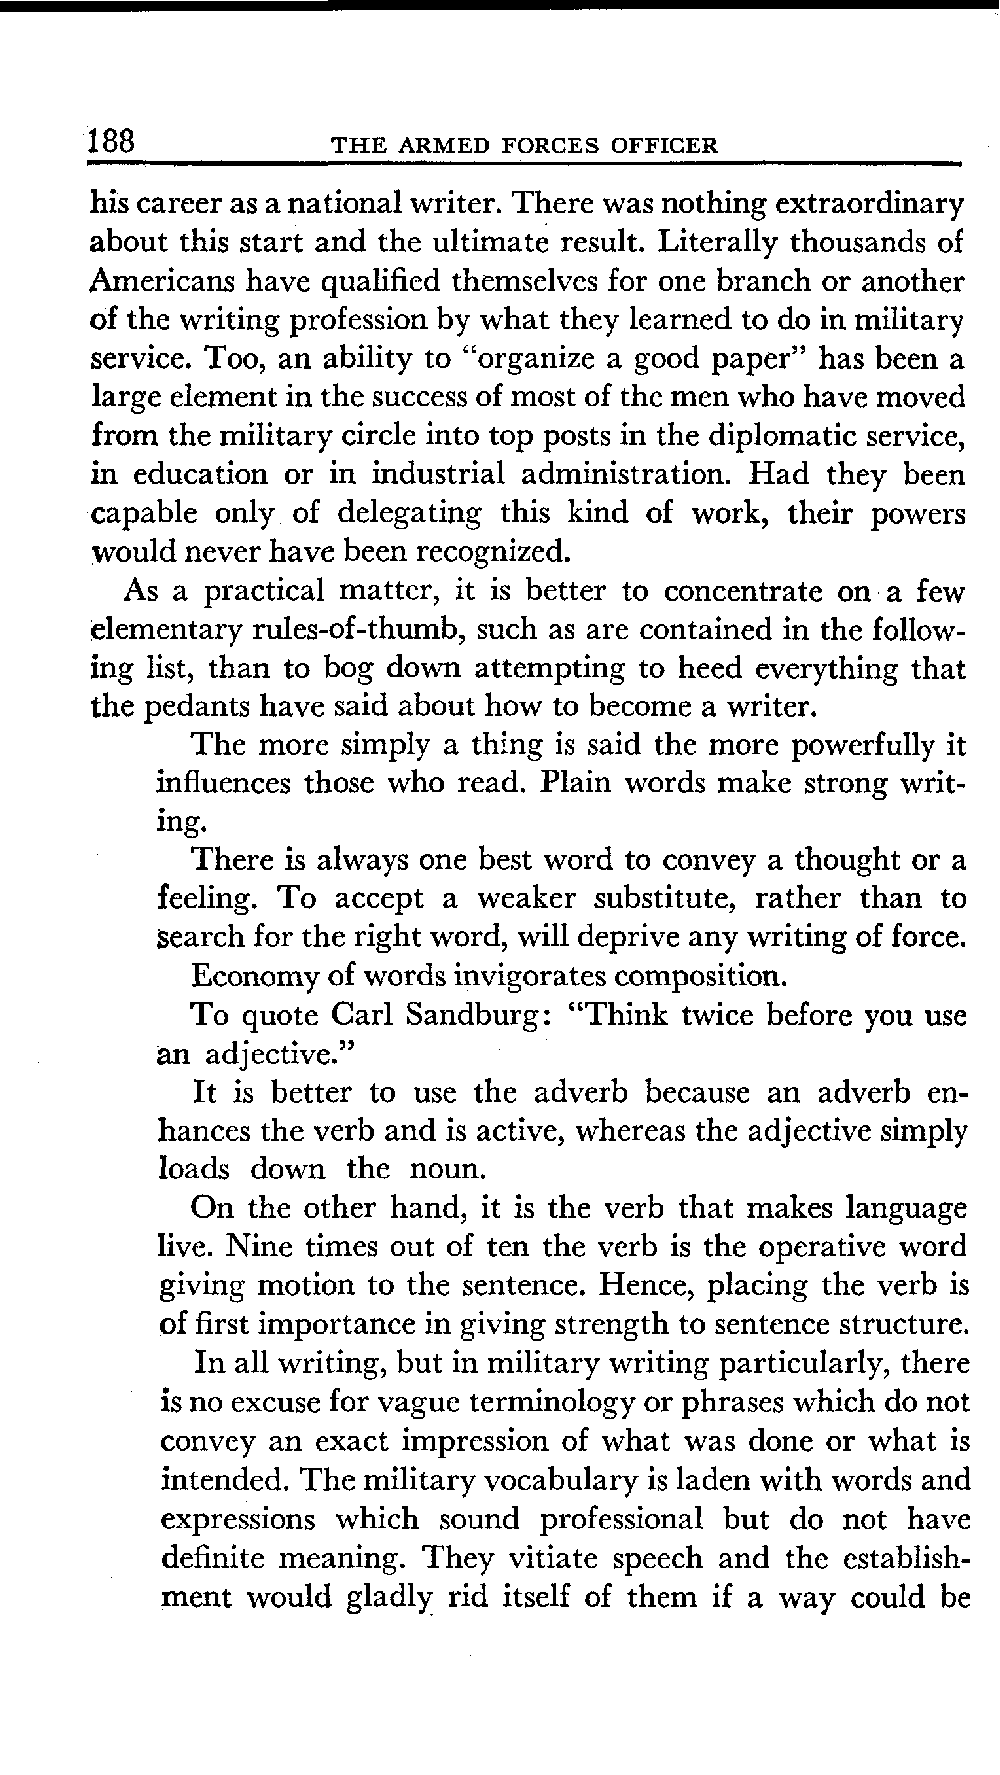 188 THE ARMED FORCES OFFICER
his career as a national writer. There was nothing extraordinary
about this start and the ultimate result. Literally thousands of
Americans have qualified themselves for one branch or another
of the writing profession by what they learned to do in military
service. Too, an ability to “organize a good paper” has been a
large element in the success of most of the men who have moved
from the military circle into top posts in the diplomatic service,
in education or in industrial administration. Had they been
capable only of delegating this kind of work, their powers
would never have been recognized.
As a practical matter, it is better to concentrate on a few
elementary rules-of-thumb, such as are contained in the follow-
ing list, than to bog down attempting to heed everything that
the pedants have said about how to become a writer.
The more simply a thing is said the more powerfully it
influences those who read. Plain words make strong writ-
ing.
There is always one best word to convey a thought or a
feeling. To accept a weaker substitute, rather than to
search for the right word, will deprive any writing of force.
Economy of words invigorates composition.
To quote Carl Sandburg: “Think twice before you use
an adjective.”
It is better to use the adverb because an adverb en-
hances the verb and is active, whereas the adjective simply
loads down the noun.
On the other hand, it is the verb that makes language
live. Nine times out of ten the verb is the operative word
giving motion to the sentence. Hence, placing the verb is
of first importance in giving strength to sentence structure.
In all writing, but in military writing particularly, there
is no excuse for vague terminology or phrases which do not
convey an exact impression of what was done or what is
intended. The military vocabulary is laden with words and
expressions which sound professional but do not have
definite meaning. They vitiate speech and the establish-
ment would gladly rid itself of them if a way could be